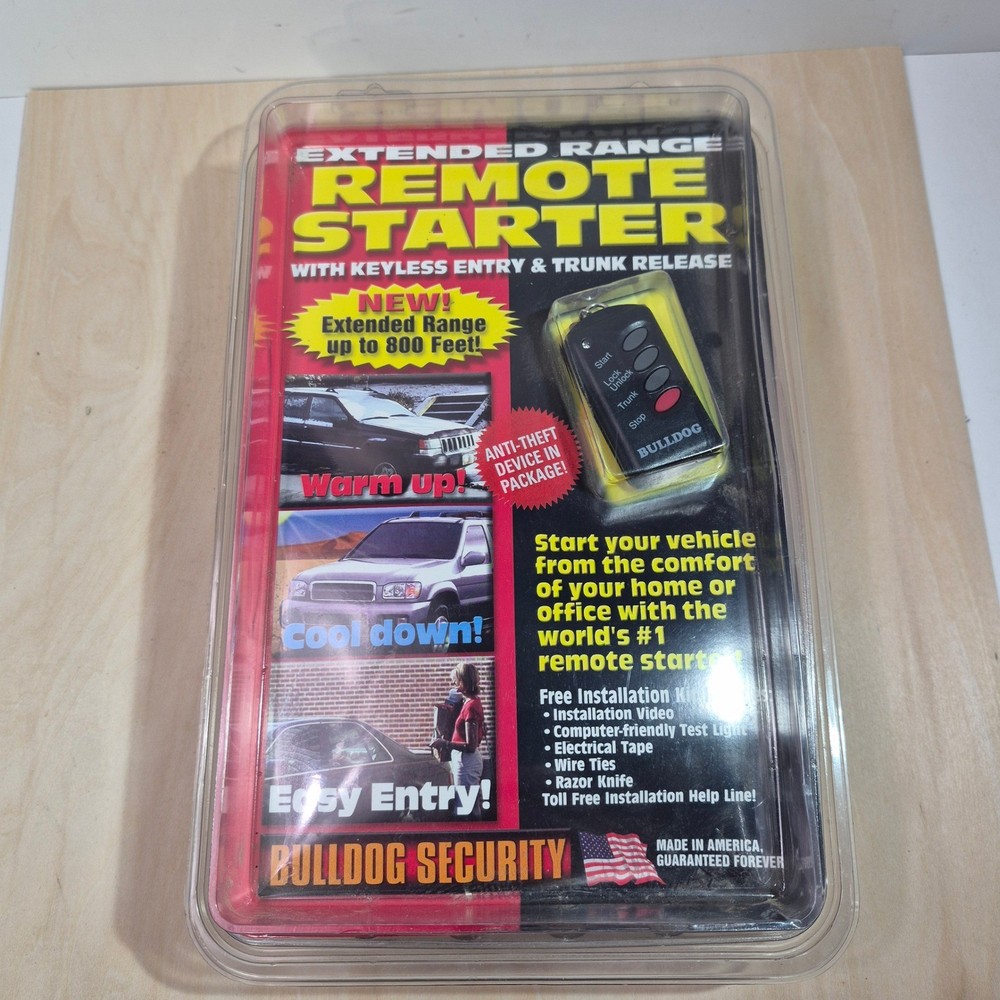 EXTENDED RANGE
REMOTE
STARTER
WITH KEYLESS ENTRY & TRUNK RELEASE
NEW!
Extended Range
up to 800 Feet!
Start
Lock
Unlock
Trunk
Stop
BULLDOG
ANTI-THEFT
DEVICE IN
PACKAGE!
Warm up!
Cool down!
Easy Entry!
Start your vehicle
from the comfort
of your home or
office with the
world's #1
remote
Free Installation
• Installation Video
• Computer-friendly Test Light
• Electrical Tape
• Wire Ties
• Razor Knife
Toll Free Installation Help Line!
BULLDOG SECURITY
MADE IN AMERICA,
GUARANTEED FOREVER